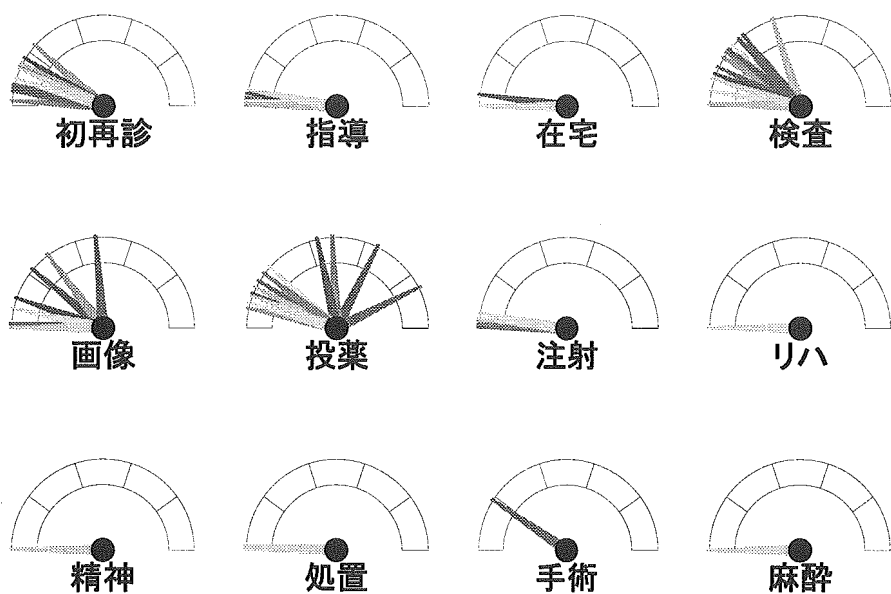 初再診 指導 在宅 検査
画像 投薬 注射 リハ
精神 処置 手術 麻酔